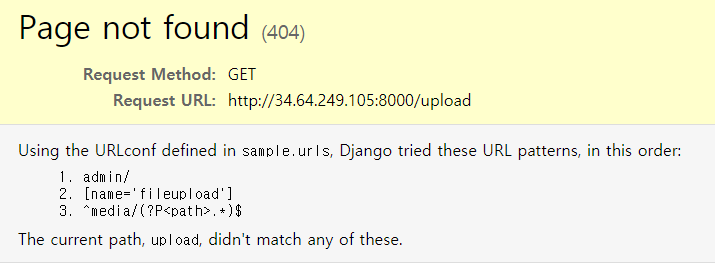 Page not found (404)
Request Method: GET
Request URL: http://34.64.249.105:8000/upload
Using the URLconf defined in sample.urls, Django tried these URL patterns, in this order:
1. admin/
2. [name='fileupload']
3. ^media/(?P<path>.*)$
The current path, upload, didn't match any of these.